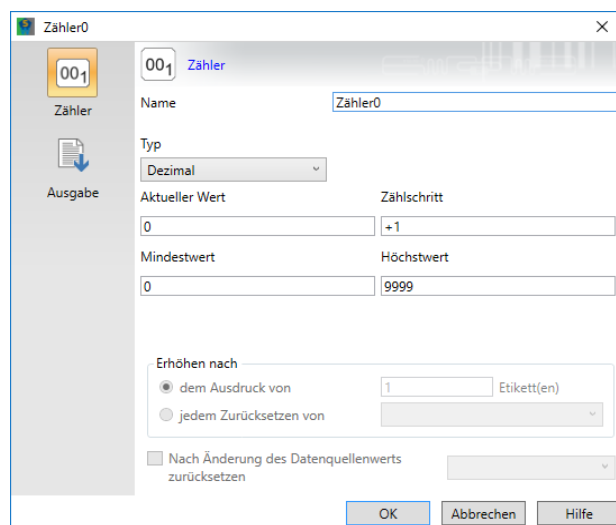 Zähler0
001
Zähler
Ausgabe
001 Zähler
Name Zähler0
Typ
Dezimal
Aktueller Wert Zählschritt
0 +1
Mindestwert Höchstwert
0 9999
Erhöhen nach
dem Ausdruck von 1 Etikett(en)
jedem Zurücksetzen von
Nach Änderung des Datenquellenwerts
zurücksetzen
OK Abbrechen Hilfe